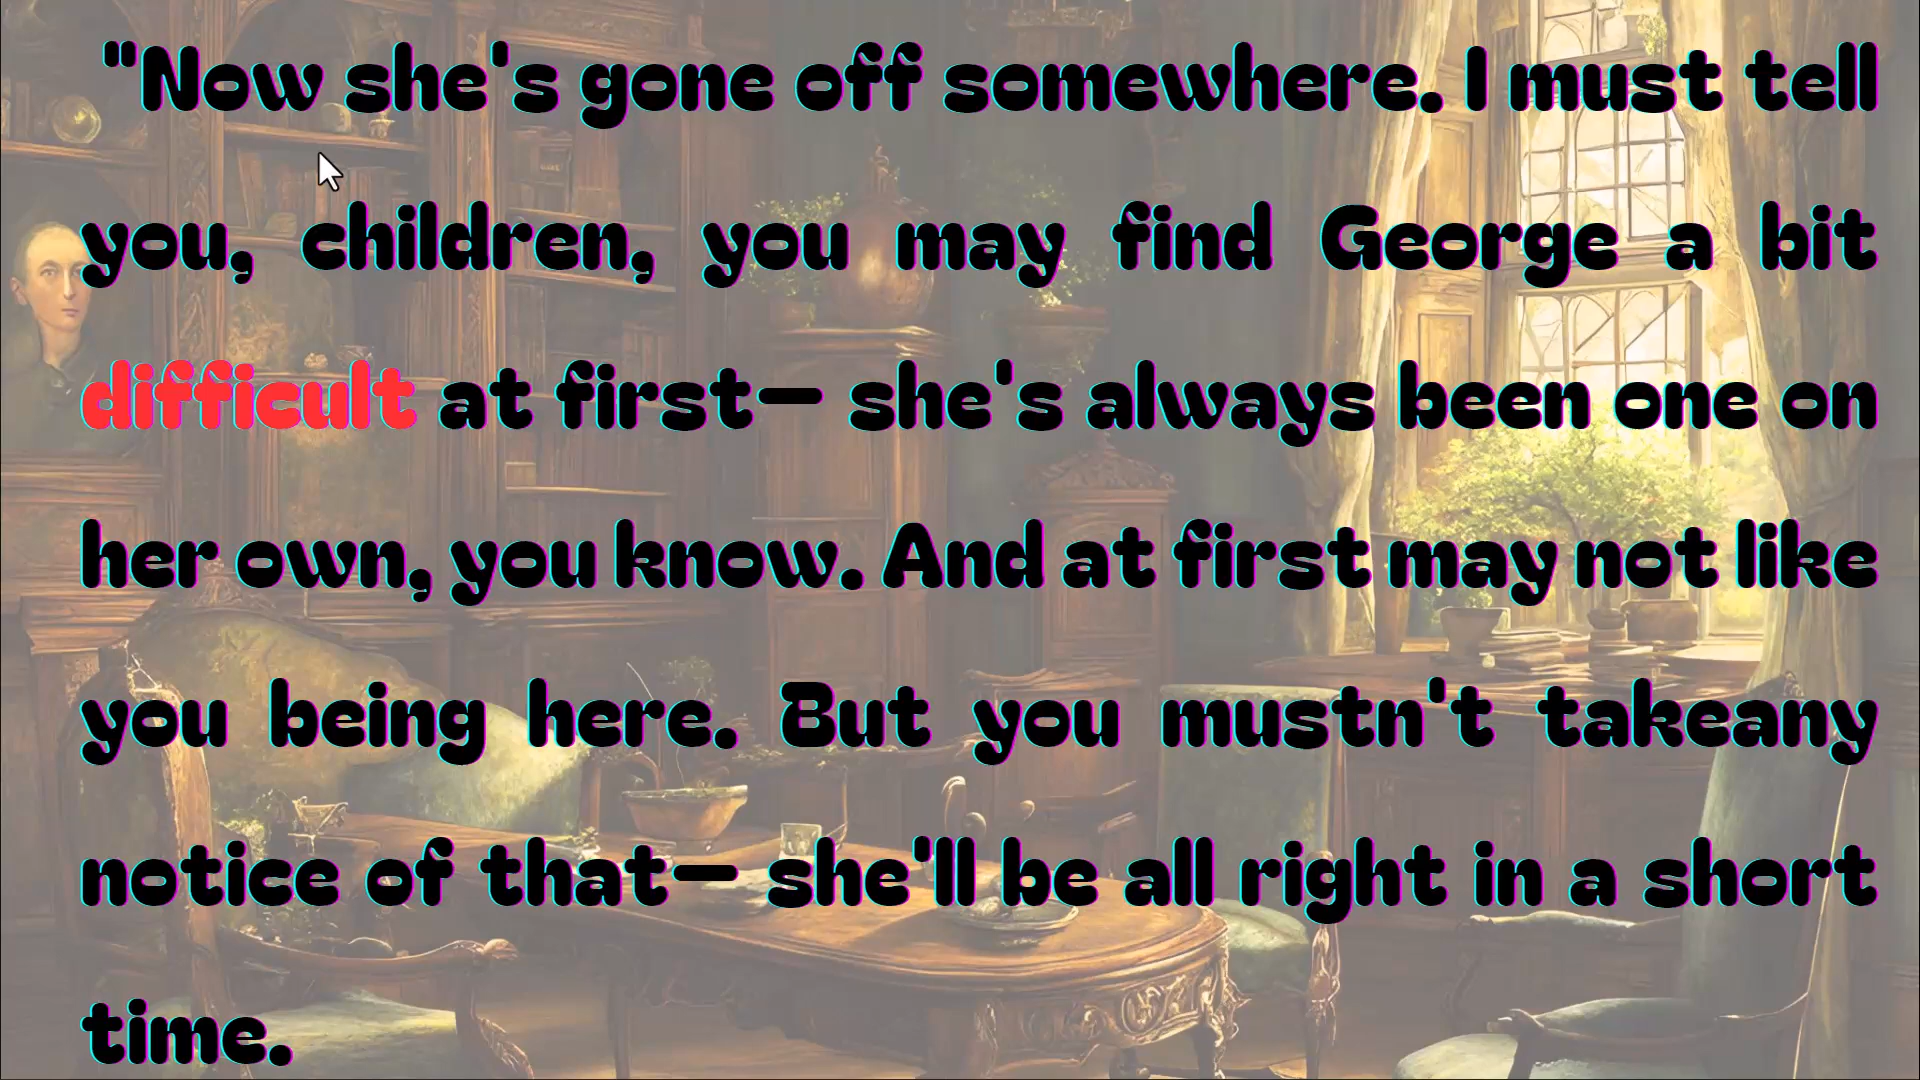 "Now she's gone off somewhere. I must tell
you, children, you may find George a bit
difficult at first— she's always been one on
her own, you know. And at first may not like
you being here. But you mustn't takeany
notice of that— she'll be all right in a short
time.